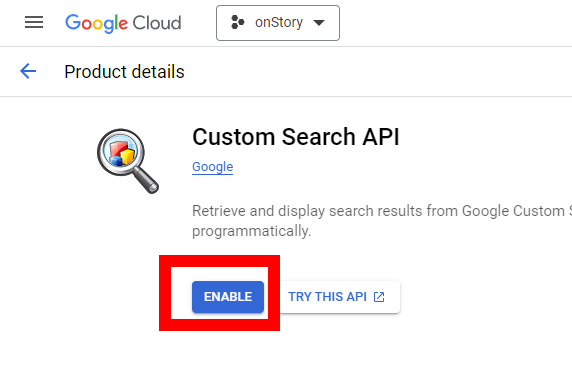 Google Cloud
onStory
Product details
Custom Search API
Google
Retrieve and display search results from Google Custom
programmatically.
ENABLE
TRY THIS API